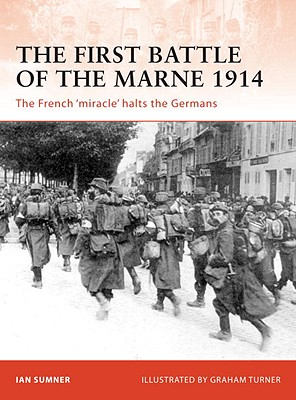 THE FIRST BATTLE
OF THE MARNE 1914
The French 'miracle' halts the Germans
IAN SUMNER
ILLUSTRATED BY GRAHAM TURNER